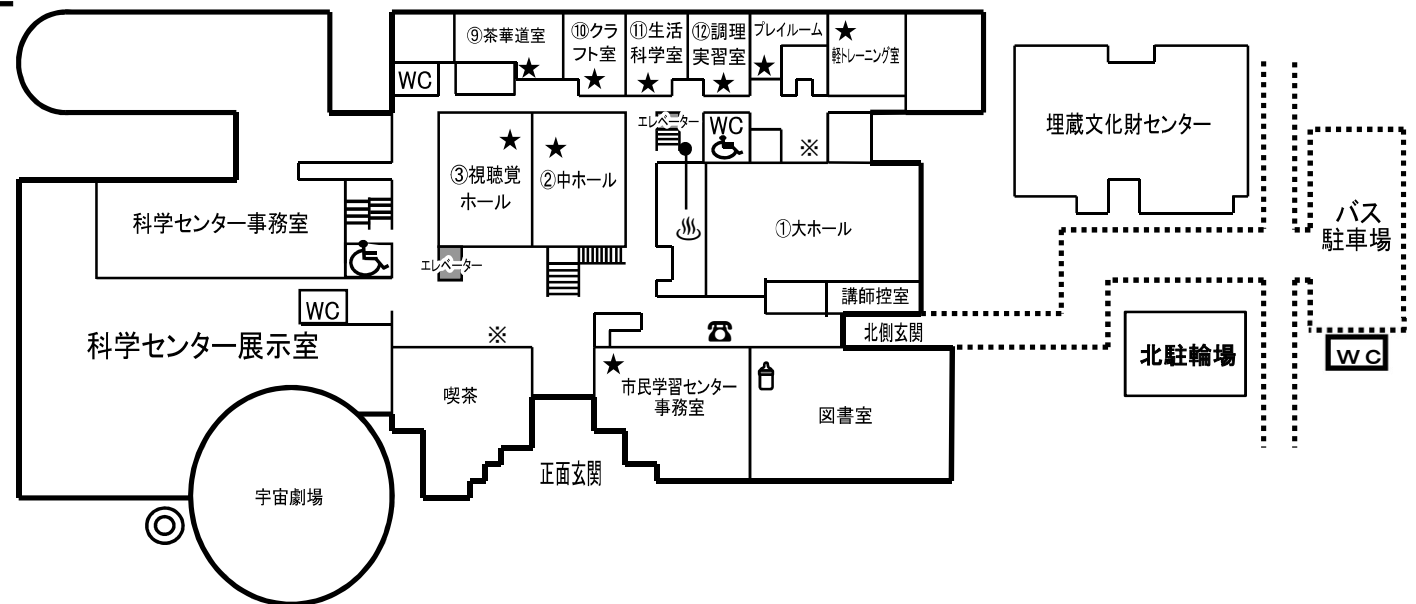 ⑨茶華道室
⑩クラ
フト室
⑪生活
科学室
⑫調理
実習室
プレイルーム
軽トレーニング室
WC
エレベーター
WC
※
③視聴覚
ホール
②中ホール
①大ホール
埋蔵文化財センター
バス
駐車場
科学センター事務室
エレベーター
WC
講師控室
科学センター展示室
※
北側玄関
北駐輪場
WC
喫茶
市民学習センター
事務室
図書室
正面玄関
宇宙劇場